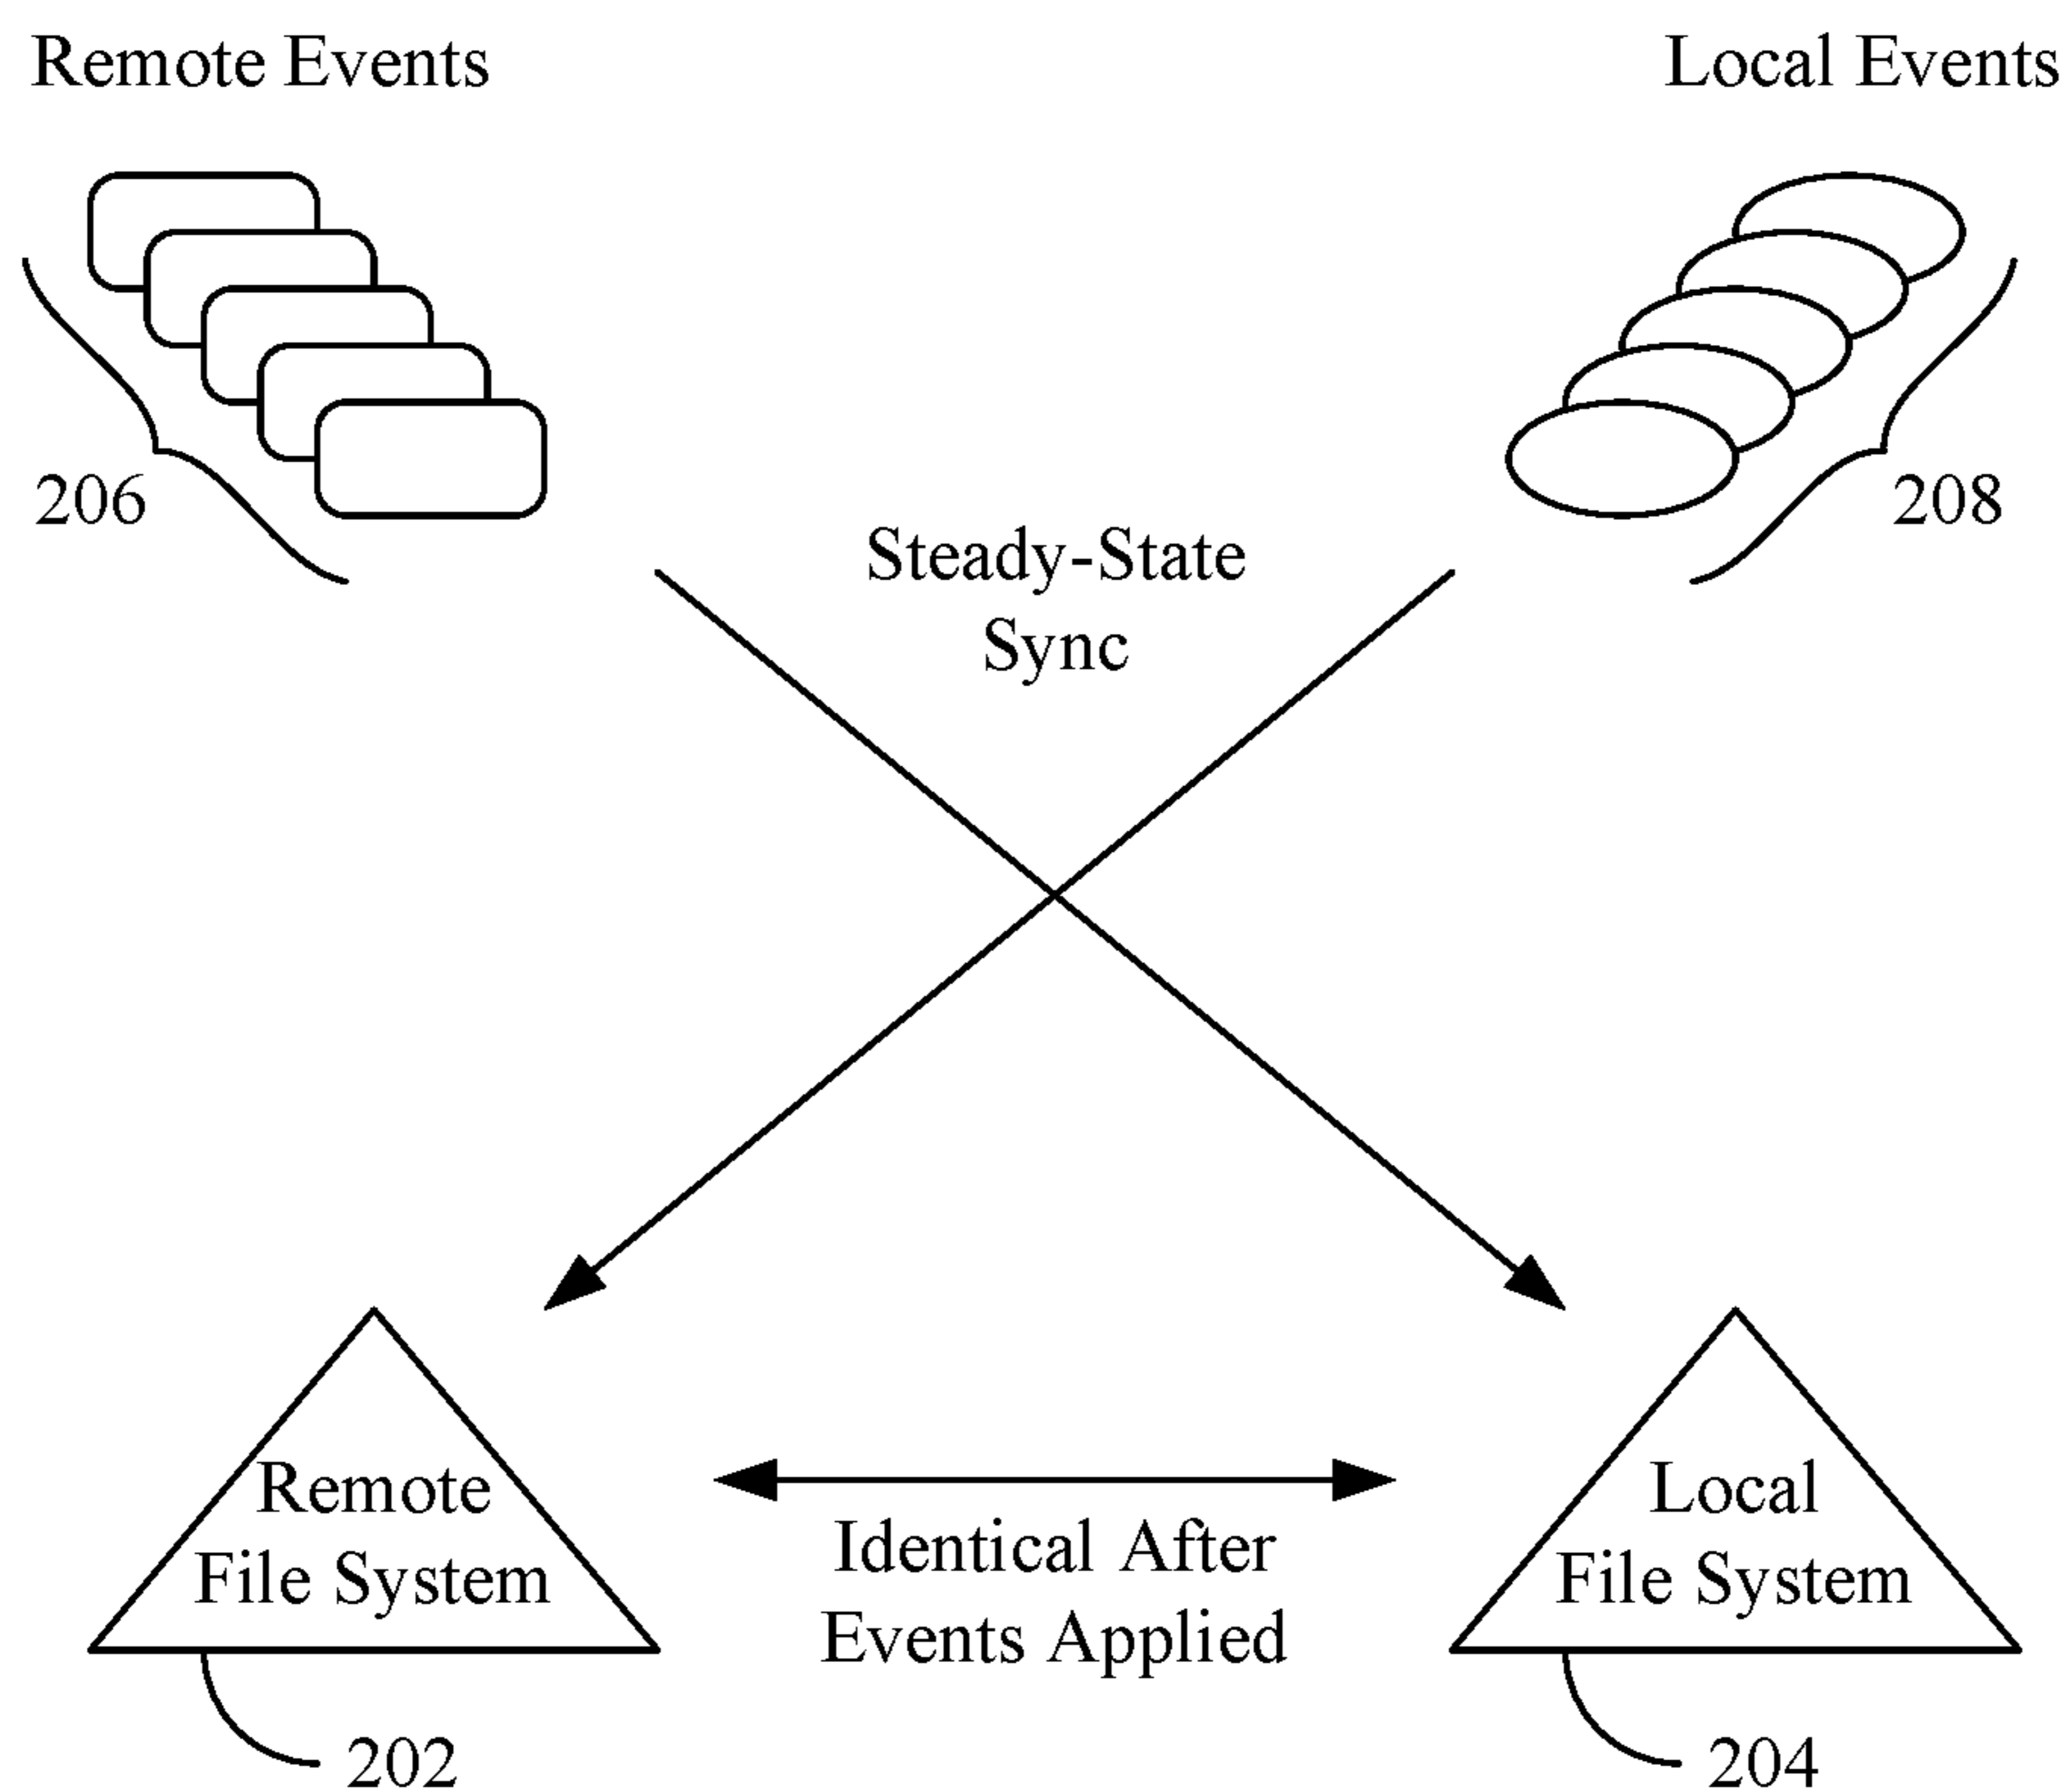 Remote Events
Local Events
206
208
Steady-State
Sync
Remote
File System
Identical After
Events Applied
Local
File System
202
204